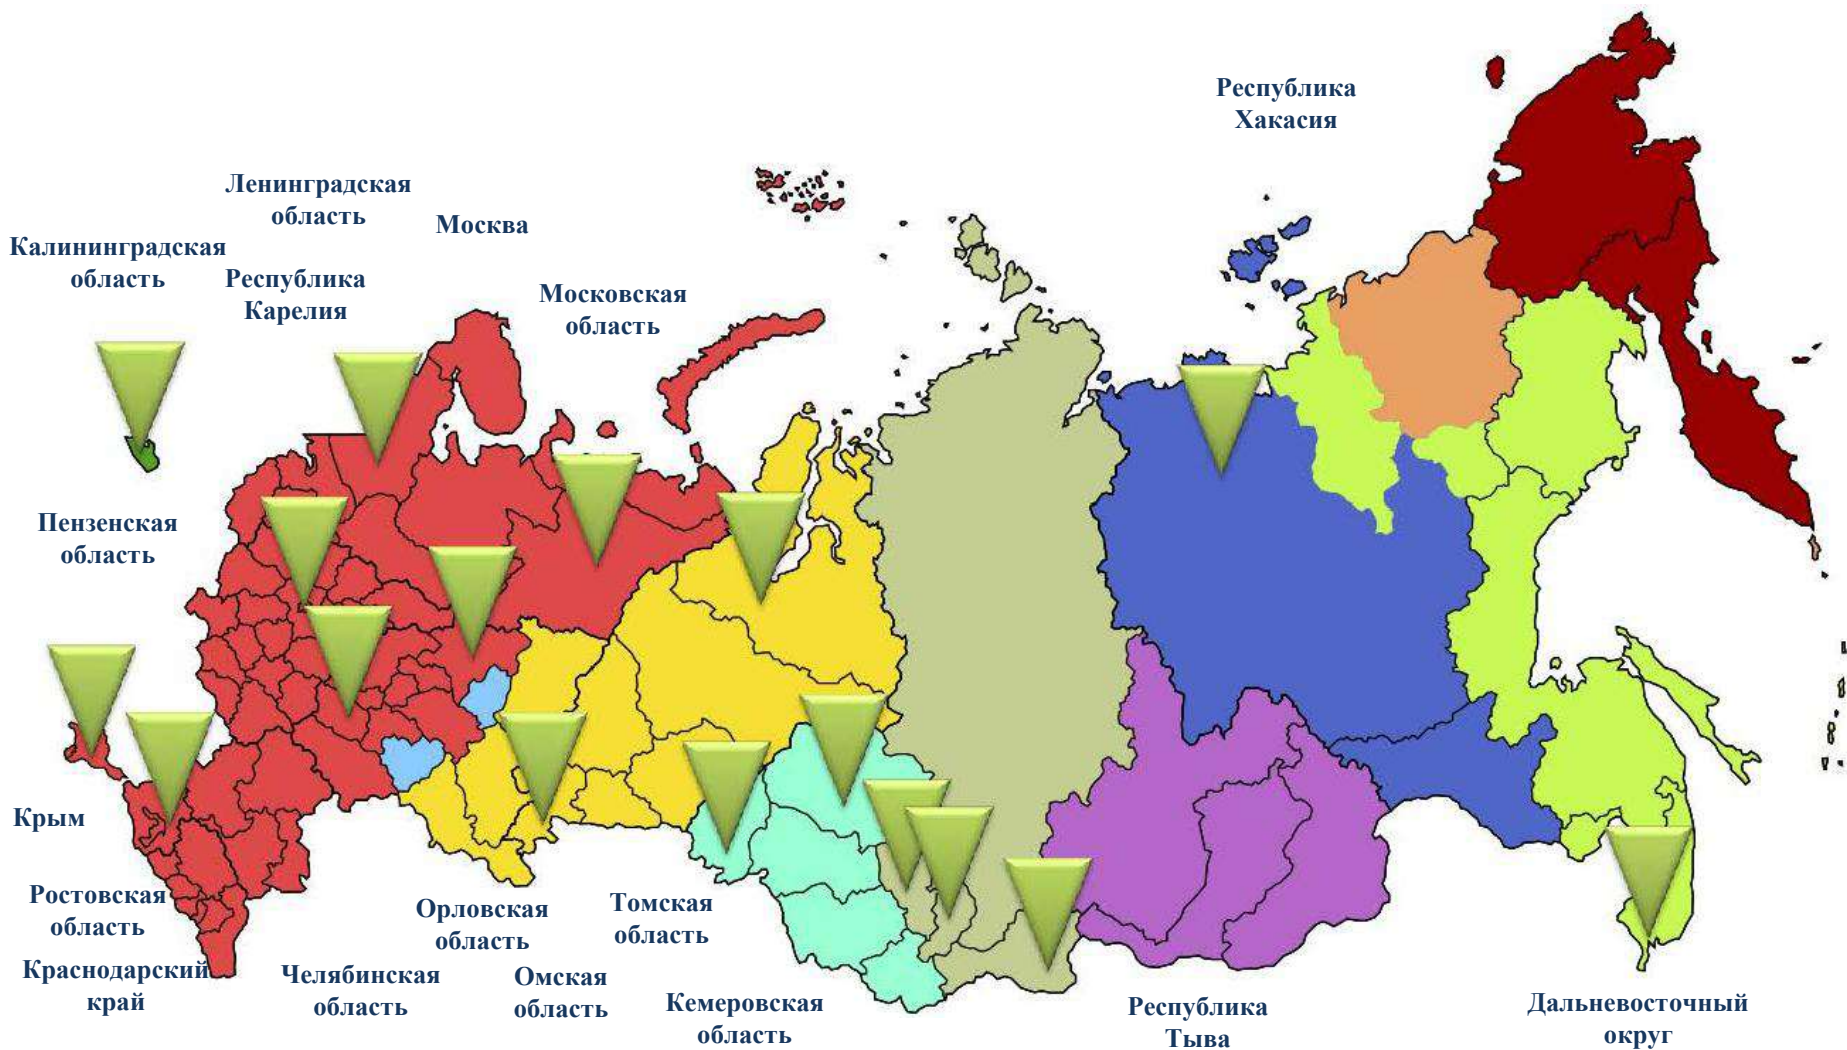 Республика
Хакасия
Ленинградская
область
Москва
Калининградская
область
Республика
Карелия
Московская
область
Пензенская
область
Крым
Ростовская
область
Краснодарский
край
Орловская
область
Томская
область
Челябинская
область
Омская
область
Кемеровская
область
Республика
Тыва
Дальневосточный
округ